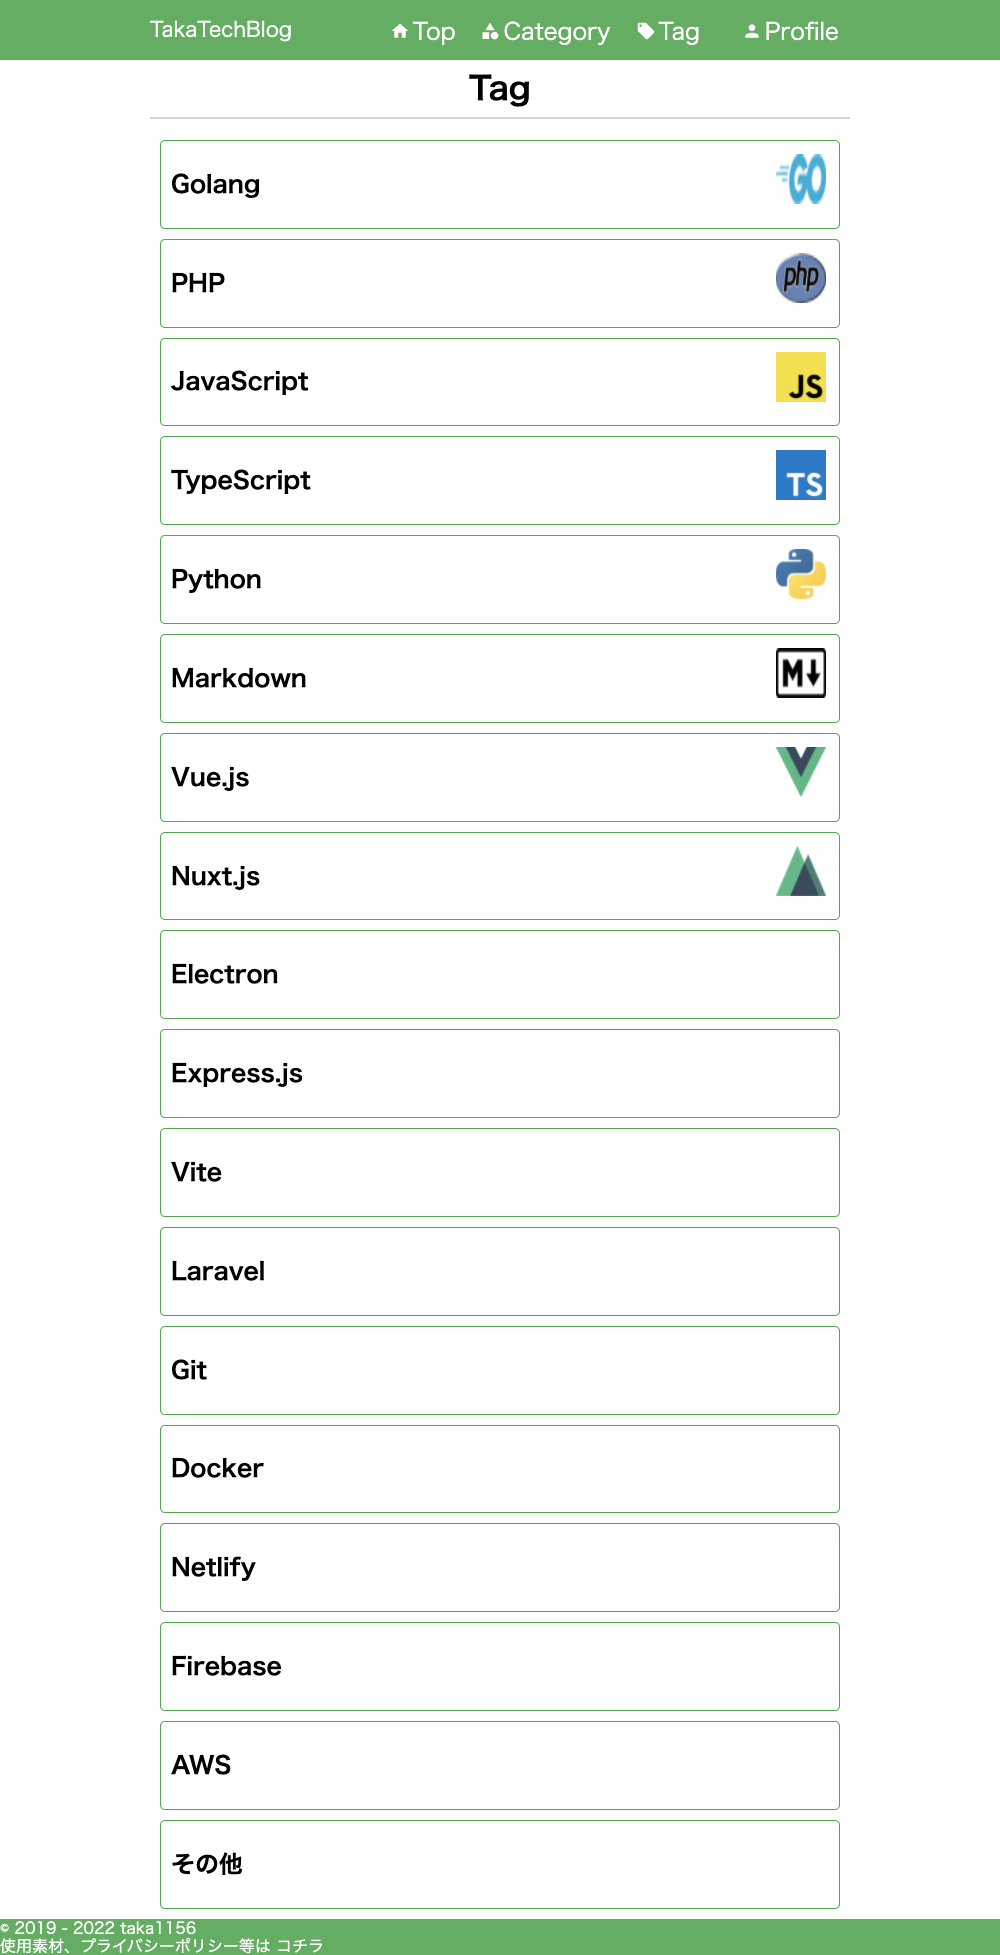 TakaTechBlog
Top
Category
Tag
Profile
Tag
Golang
GO
PHP
php
JavaScript
JS
TypeScript
TS
Python
Markdown
M
Vue.js
Nuxt.js
Electron
Express.js
Vite
Laravel
Git
Docker
Netlify
Firebase
AWS
その他
© 2019 - 2022 taka1156
使用素材、プライバシーポリシー等は コチラ